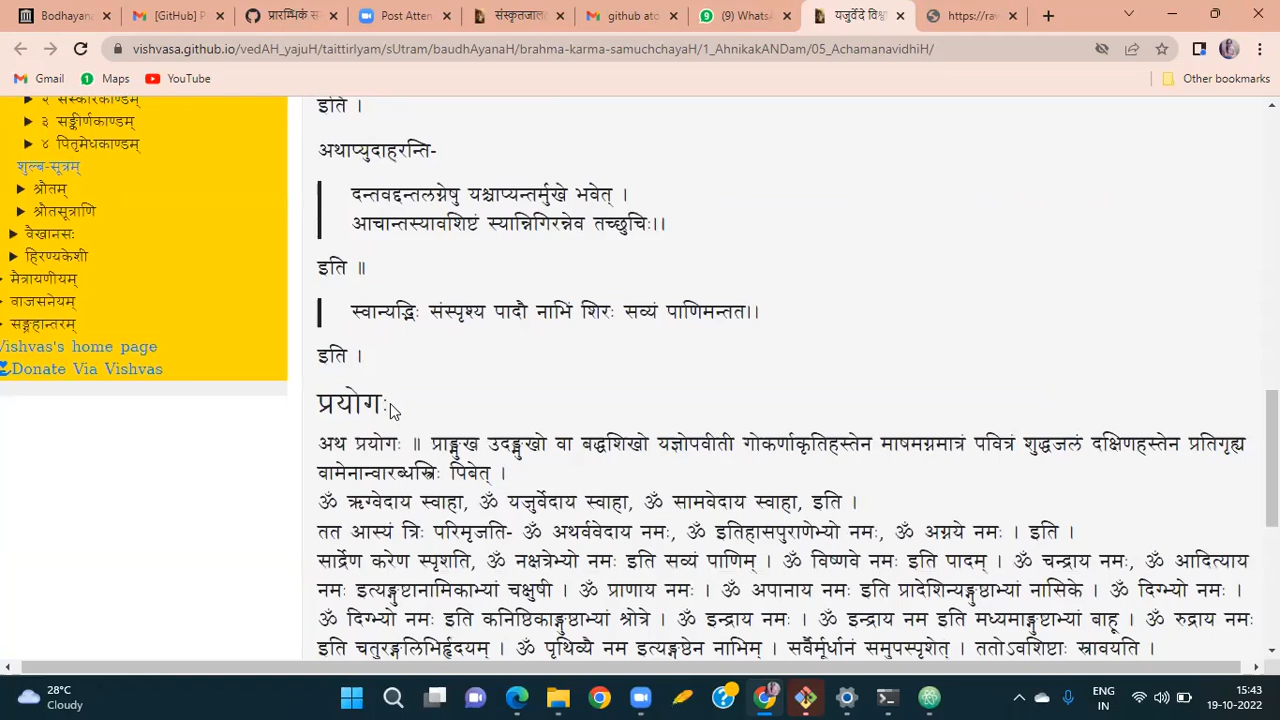 Bodhayana
[GitHub] P
प्रारम्भिकं स
Post Atten
संस्कृतजाल
github ato
(9) WhatsA
यजुर्वेदे विश्व
https://rav
vishvasa.github.io/vedAH_yajuH/taittirIyam/sUtram/baudhAyanaH/brahma-karma-samuchchayaH/1_AhnikakANDam/05_AchamanavidhiH/
Gmail
Maps
YouTube
Other bookmarks
२ संस्कारकाण्डम्
३ सङ्कीर्णकाण्डम्
४ पितृमेधकाण्डम्
शुल्ब-सूत्रम्
श्रौतम्
श्रौतसूत्राणि
वैखानसः
हिरण्यकेशी
मैत्रायणीयम्
वाजसनेयम्
सङ्ग्रहान्तरम्
Vishvas's home page
Donate Via Vishvas
इति ।
अथाप्युदाहरन्ति-
दन्तवद्दन्तलग्नेषु यश्चाप्यन्तर्मुखे भवेत् ।
आचान्तस्यावशिष्टं स्यान्निगिरन्नेव तच्छुचिः।।
इति ॥
स्वान्यद्भिः संस्पृश्य पादौ नाभिं शिरः सव्यं पाणिमन्तत।।
इति ।
प्रयोगः
अथ प्रयोगः ॥ प्राङ्मुख उदङ्मुखो वा बद्धशिखो यज्ञोपवीती गोकर्णाकृतिहस्तेन माषमग्नमात्रं पवित्रं शुद्धजलं दक्षिणहस्तेन प्रतिगृह्य
वामेनान्वारब्धस्त्रिः पिबेत् ।
ॐ ऋग्वेदाय स्वाहा, ॐ यजुर्वेदाय स्वाहा, ॐ सामवेदाय स्वाहा, इति ।
तत आस्यं त्रिः परिमृजति- ॐ अथर्ववेदाय नमः, ॐ इतिहासपुराणेभ्यो नमः, ॐ अग्नये नमः । इति ।
सार्द्रेण करेण स्पृशति, ॐ नक्षत्रेभ्यो नमः इति सव्यं पाणिम् । ॐ विष्णवे नमः इति पादम् । ॐ चन्द्राय नमः, ॐ आदित्याय
नमः इत्यङ्गुष्टानामिकाभ्यां चक्षुषी । ॐ प्राणाय नमः । ॐ अपानाय नमः इति प्रादेशिन्यङ्गुष्ठाभ्यां नासिके । ॐ दिग्भ्यो नमः ।
ॐ दिग्भ्यो नमः इति कनिष्ठिकाङ्गुष्ठाभ्यां श्रोत्रे । ॐ इन्द्राय नमः । ॐ इन्द्राय नम इति मध्यमाङ्गुष्टाभ्यां बाहू । ॐ रुद्राय नमः
इति चतुरङ्गुलिभिर्हृदयम् । ॐ पृथिव्यै नम इत्यङ्गष्ठेन नाभिम् । सर्वैर्मूर्धानं समुपस्पृशेत् । ततोऽवशिष्टाः स्त्रावयति ।
28°C
Cloudy
ENG
IN
15:43
19-10-2022